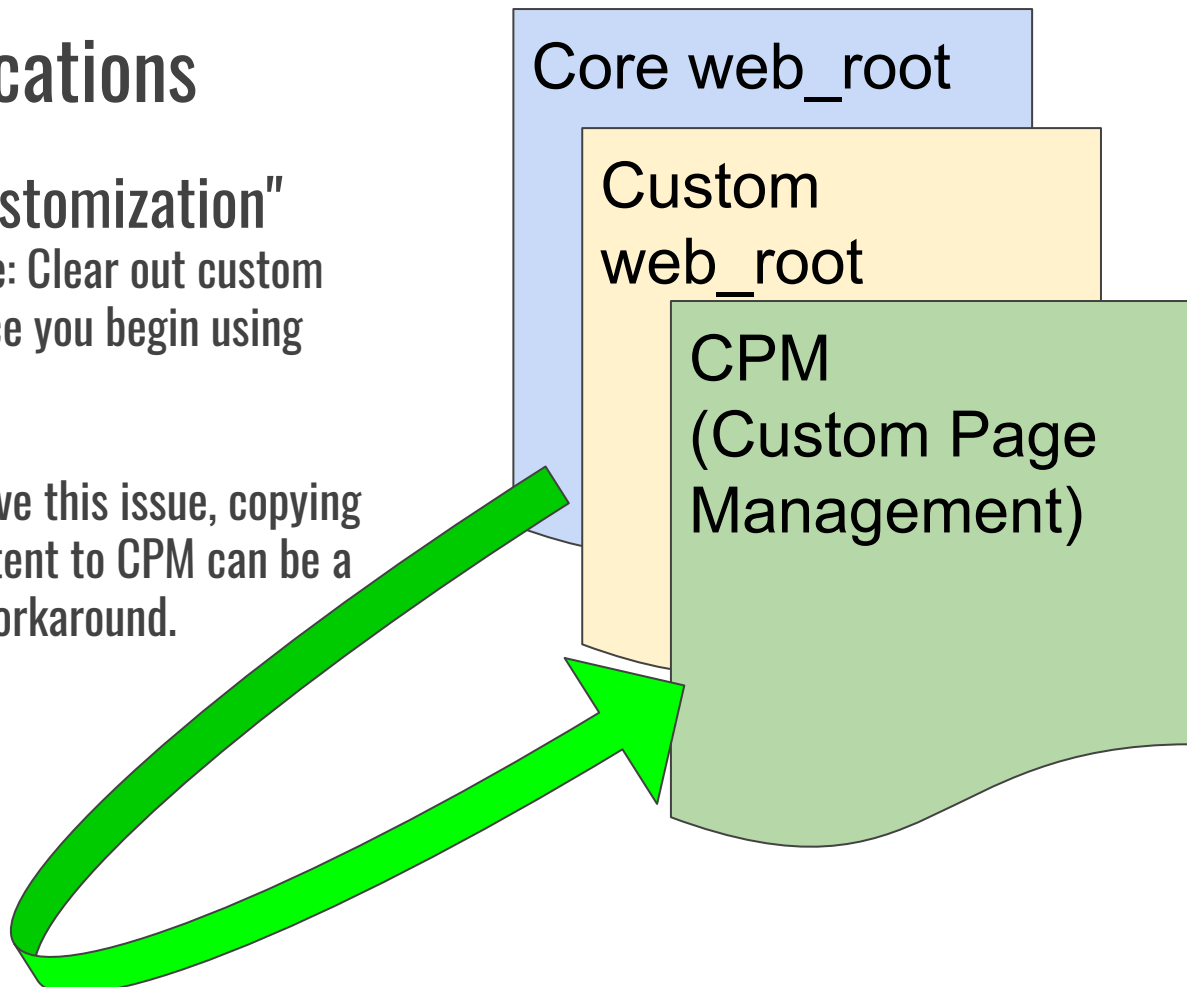 cations
stomization"
e: Clear out custom
ce you begin using
ve this issue, copying
tent to CPM can be a
orkaround.
Core web_root
Custom
web_root
CPM
(Custom Page
Management)